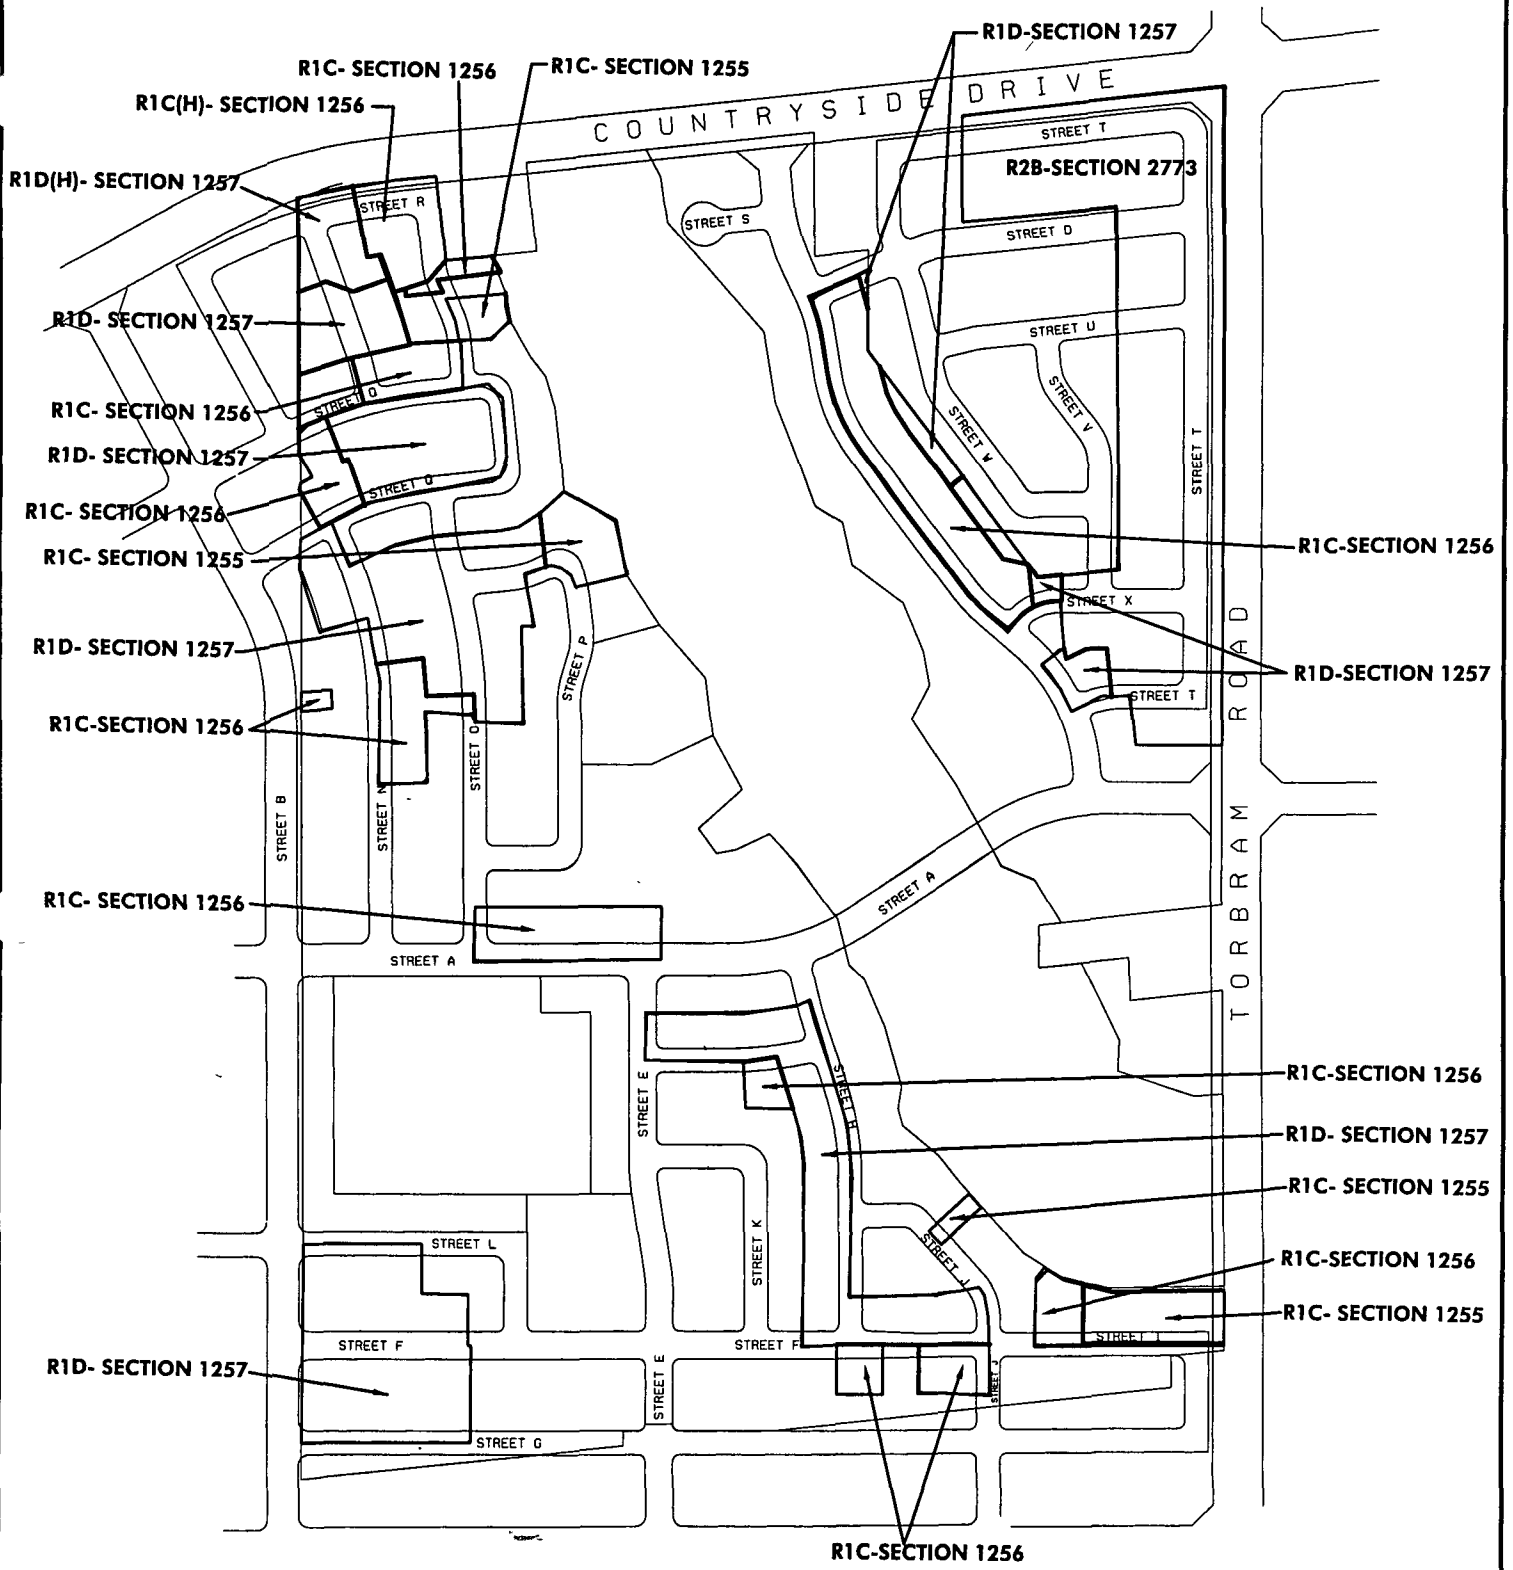 R1D-SECTION 1257
R1C- SECTION 1256
R1C- SECTION 1255
R1C(H)- SECTION 1256
COUNTRYSIDE DRIVE
STREET T
R2B-SECTION 2773
R1D(H)- SECTION 1257
STREET R
STREET S
STREET D
R1D- SECTION 1257
STREET U
STREET V
STREET W
STREET T
R1C- SECTION 1256
STREET Q
R1D- SECTION 1257
STREET Q
R1C- SECTION 1256
R1C- SECTION 1255
R1C-SECTION 1256
STREET X
R1D- SECTION 1257
STREET P
R1D-SECTION 1257
STREET T
R1C-SECTION 1256
STREET O
STREET B
STREET N
TORBRAM ROAD
R1C- SECTION 1256
STREET A
STREET A
STREET E
STREET H
R1C-SECTION 1256
R1D- SECTION 1257
R1C- SECTION 1255
STREET K
STREET L
STREET J
R1C-SECTION 1256
R1C- SECTION 1255
STREET I
STREET F
STREET F
R1D- SECTION 1257
STREET E
STREET J
STREET G
R1C-SECTION 1256